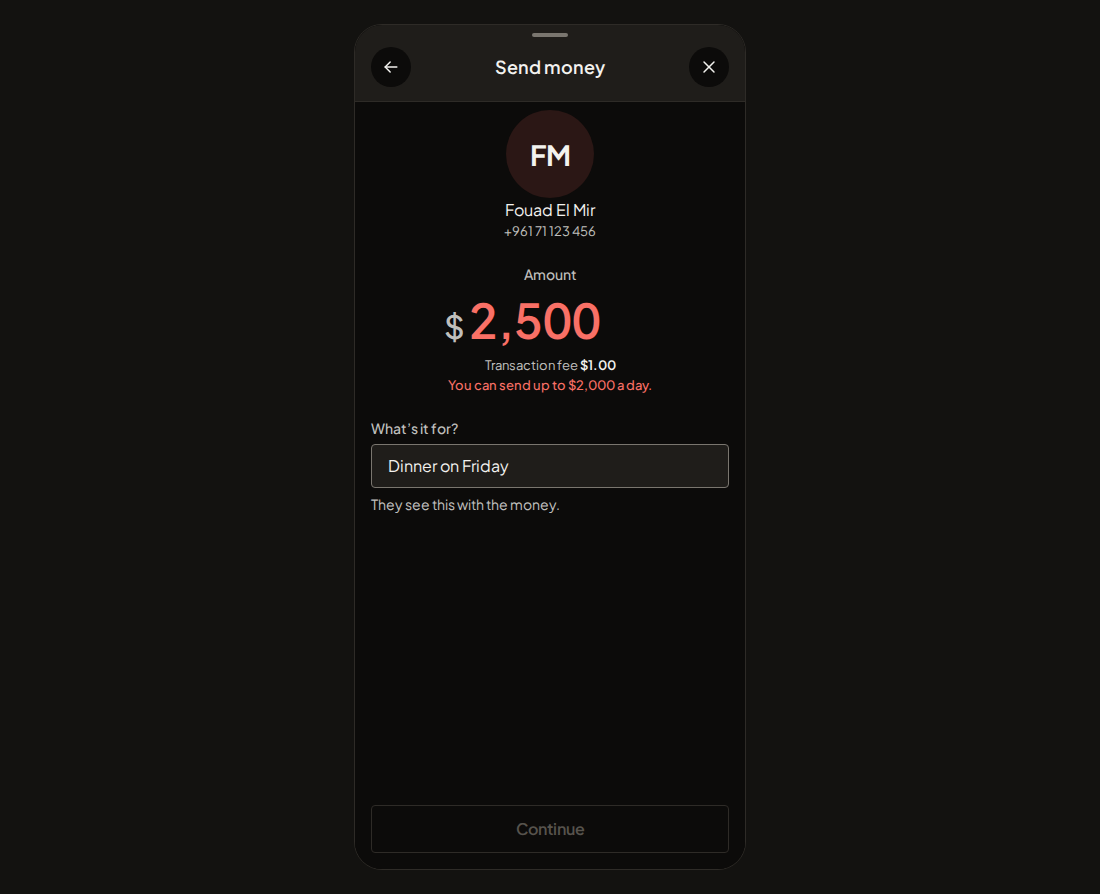 Send money
FM
Fouad El Mir
+961 71 123 456
Amount
$ 2,500
Transaction fee $1.00
You can send up to $2,000 a day.
What's it for?
Dinner on Friday
They see this with the money.
Continue